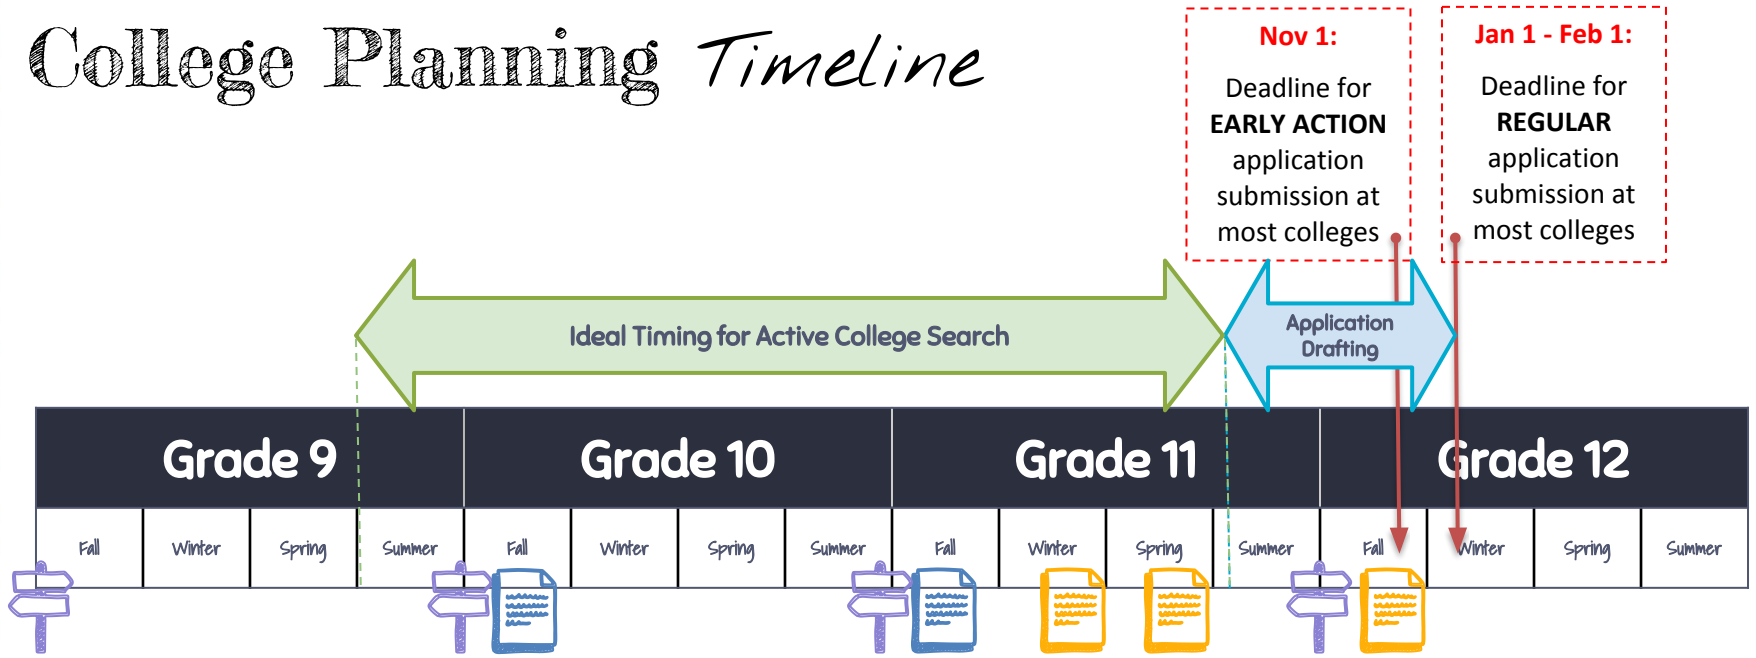 College Planning Timeline
Nov 1:
Deadline for
EARLY ACTION
application
submission at
most colleges
Jan 1 - Feb 1:
Deadline for
REGULAR
application
submission at
most colleges
Ideal Timing for Active College Search
Application
Drafting
Grade 9 Grade 10 Grade 11 Grade 12
Fall Winter Spring Summer Fall Winter Spring Summer Fall Winter Spring Summer Fall Winter Spring Summer